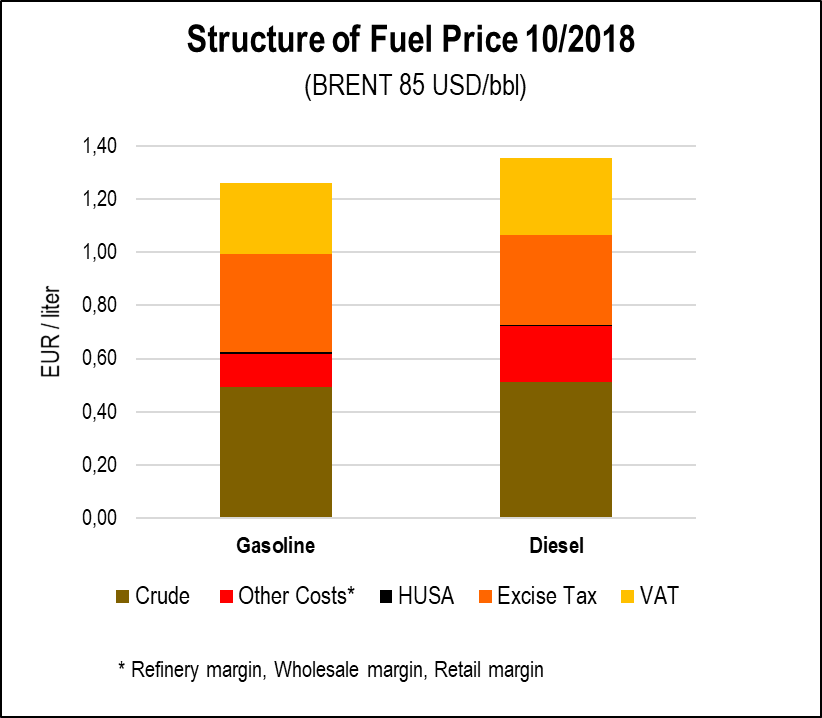 Structure of Fuel Price 10/2018
(BRENT 85 USD/bbl)
EUR / liter
1,40
1,20
1,00
0,80
0,60
0,40
0,20
0,00
Gasoline Diesel
Crude Other Costs* HUSA Excise Tax VAT
* Refinery margin, Wholesale margin, Retail margin